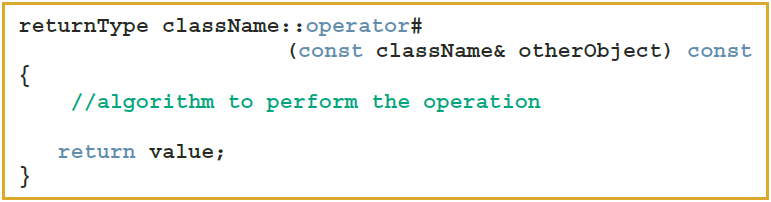 returnType className::operator#
(const className& otherObject) const
{
//algorithm to perform the operation
return value;
}